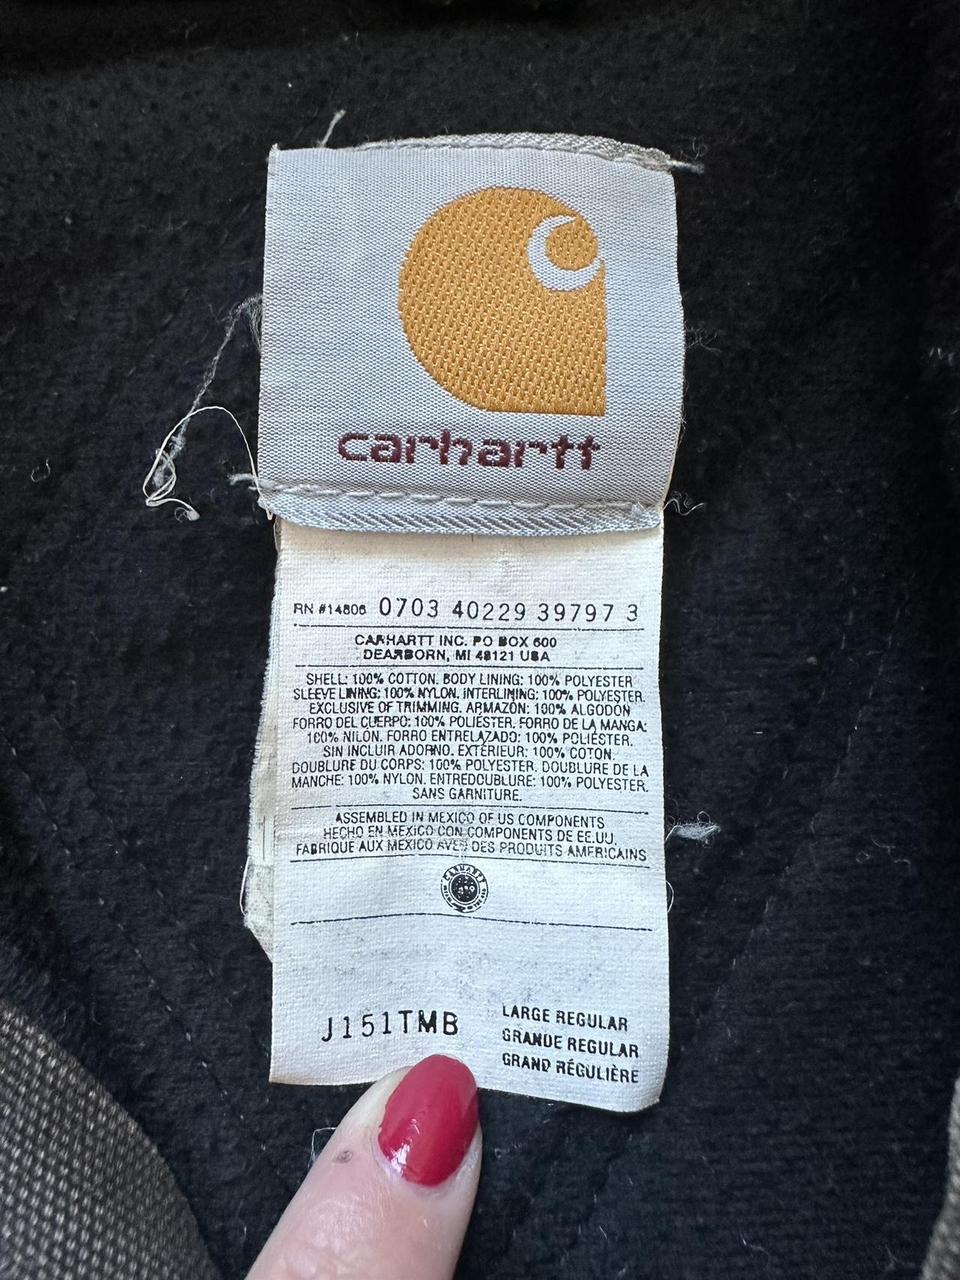 carhartt
RN #14806 0703 40229 39797 3
CARHARTT INC. PO BOX 600
DEARBORN, MI 48121 USA
SHELL: 100% COTTON. BODY LINING: 100% POLYESTER
SLEEVE LINING: 100% NYLON. INTERLINING: 100% POLYESTER.
EXCLUSIVE OF TRIMMING. ARMAZÓN: 100% ALGODÓN
FORRO DEL CUERPO: 100% POLIÉSTER. FORRO DE LA MANGA:
100% NILÓN. FORRO ENTRELAZADO: 100% POLIÉSTER.
SIN INCLUIR ADORNO. EXTÉRIEUR: 100% COTON.
DOUBLURE DU CORPS: 100% POLYESTER. DOUBLURE DE LA
MANCHE: 100% NYLON. ENTREDOUBLURE: 100% POLYESTER.
SANS GARNITURE.
ASSEMBLED IN MEXICO OF US COMPONENTS
HECHO EN MEXICO CON COMPONENTS DE EE.UU.
FABRIQUE AUX MEXICO AVEC DES PRODUITS AMERICAINS
J151TMB
LARGE REGULAR
GRANDE REGULAR
GRAND RÉGULIÈRE